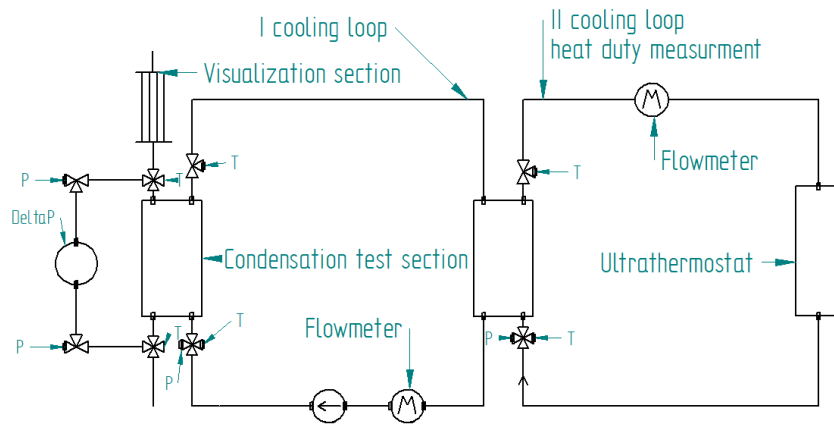 I cooling loop
II cooling loop
heat duty measurment
Visualization section
T
T
P
T
Flowmeter
T
DeltaP
Condensation test section
Ultrathermostat
T
T
Flowmeter
P
P
T
P
M
M